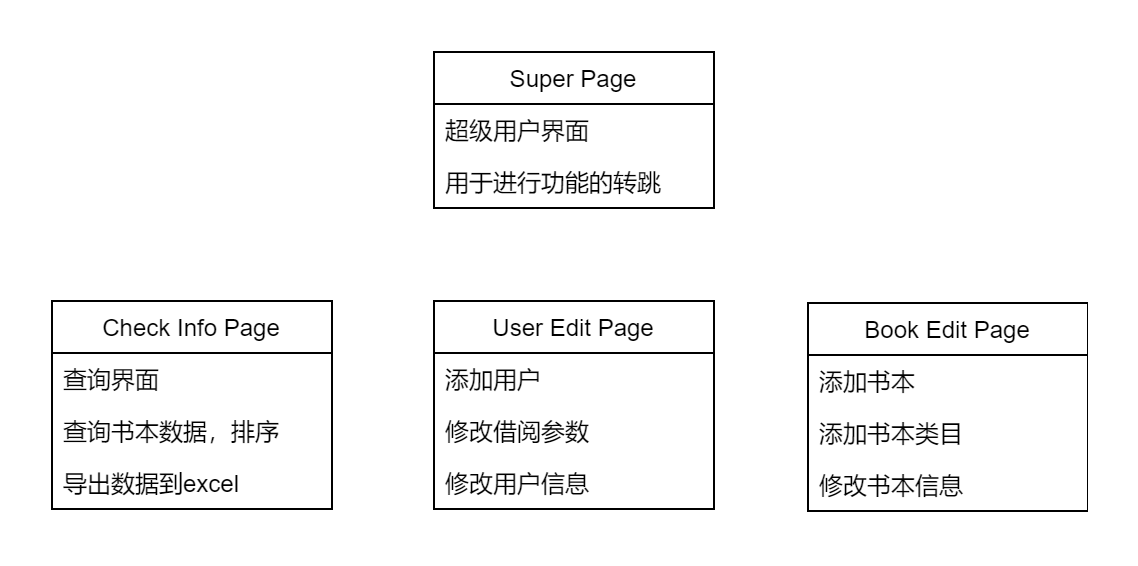 Super Page
超级用户界面
用于进行功能的转跳
Check Info Page
查询界面
查询书本数据，排序
导出数据到excel
User Edit Page
添加用户
修改借阅参数
修改用户信息
Book Edit Page
添加书本
添加书本类目
修改书本信息